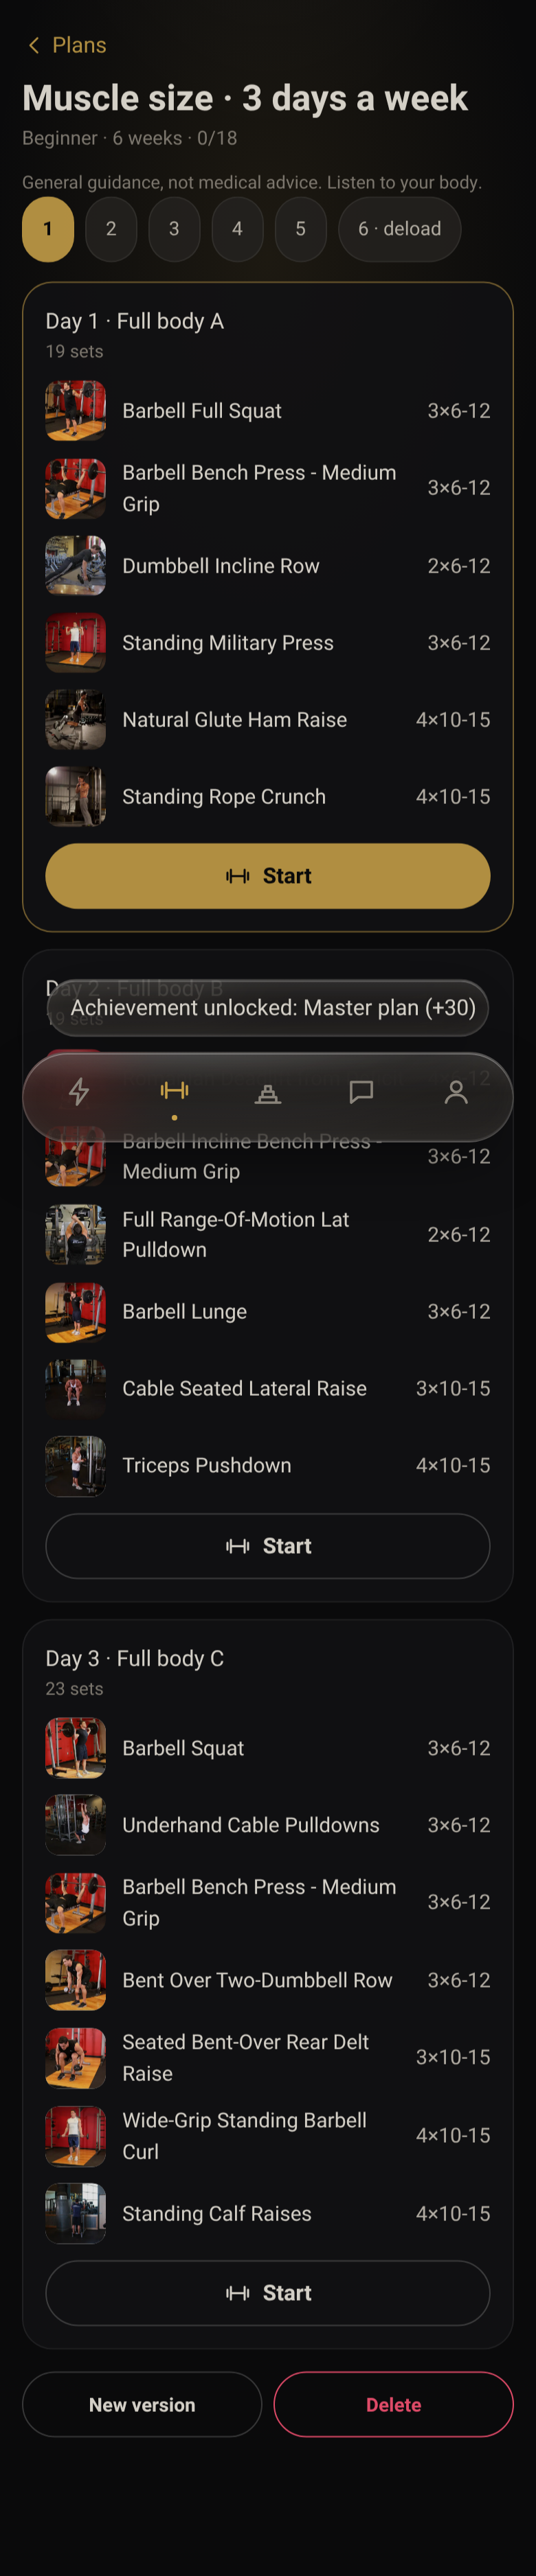 Plans
Muscle size · 3 days a week
Beginner · 6 weeks · 0/18
General guidance, not medical advice. Listen to your body.
1
2
3
4
5
6 · deload
Day 1 · Full body A
19 sets
Barbell Full Squat
3×6-12
Barbell Bench Press - Medium
Grip
3×6-12
Dumbbell Incline Row
2×6-12
Standing Military Press
3×6-12
Natural Glute Ham Raise
4×10-15
Standing Rope Crunch
4×10-15
Start
Day 2 · Full body B
19 sets
Achievement unlocked: Master plan (+30)
Barbell Incline Bench Press -
Medium Grip
3×6-12
Full Range-Of-Motion Lat
Pulldown
2×6-12
Barbell Lunge
3×6-12
Cable Seated Lateral Raise
3×10-15
Triceps Pushdown
4×10-15
Start
Day 3 · Full body C
23 sets
Barbell Squat
3×6-12
Underhand Cable Pulldowns
3×6-12
Barbell Bench Press - Medium
Grip
3×6-12
Bent Over Two-Dumbbell Row
3×6-12
Seated Bent-Over Rear Delt
Raise
3×10-15
Wide-Grip Standing Barbell
Curl
4×10-15
Standing Calf Raises
4×10-15
Start
New version
Delete